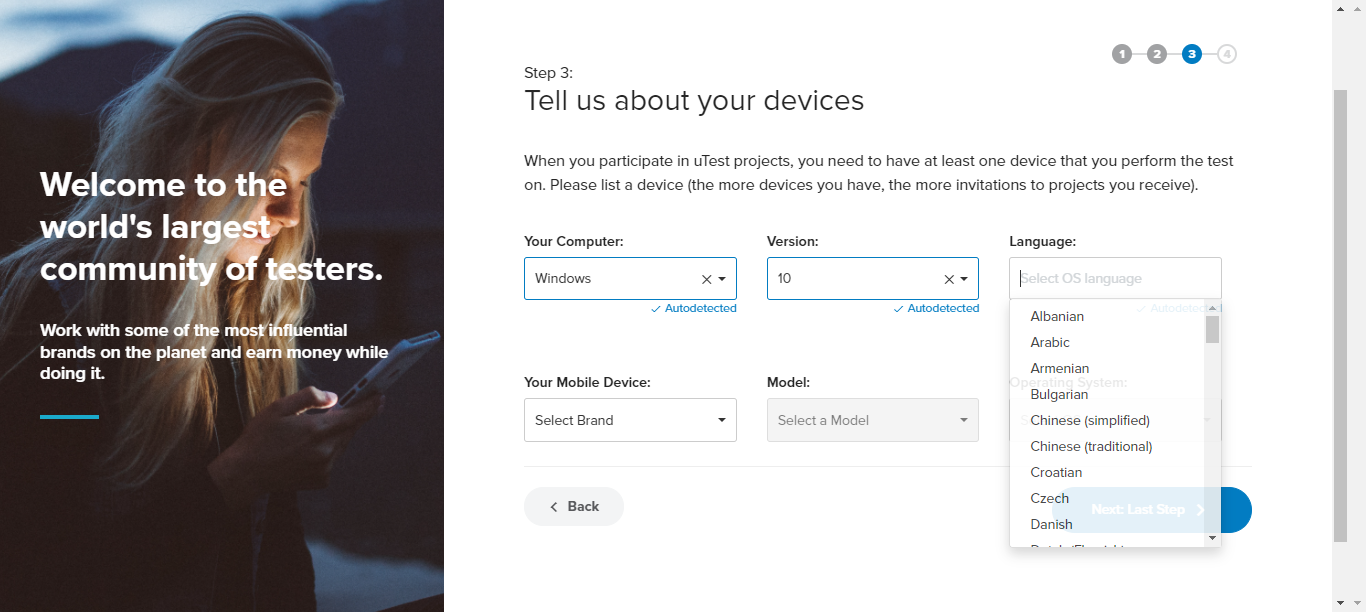 Welcome to the
world's largest
community of testers.
Work with some of the most influential
brands on the planet and earn money while
doing it.
1 2 3 4
Step 3:
Tell us about your devices
When you participate in uTest projects, you need to have at least one device that you perform the test
on. Please list a device (the more devices you have, the more invitations to projects you receive).
Your Computer: Version: Language:
Windows 10 Select OS language
Autodetected Autodetected Autodetected
Albanian
Arabic
Armenian
Your Mobile Device: Model: Operating System:
Bulgarian
Select Brand Select a Model Chinese (simplified)
Chinese (traditional)
Croatian
Czech
Back Next: Last Step
Danish